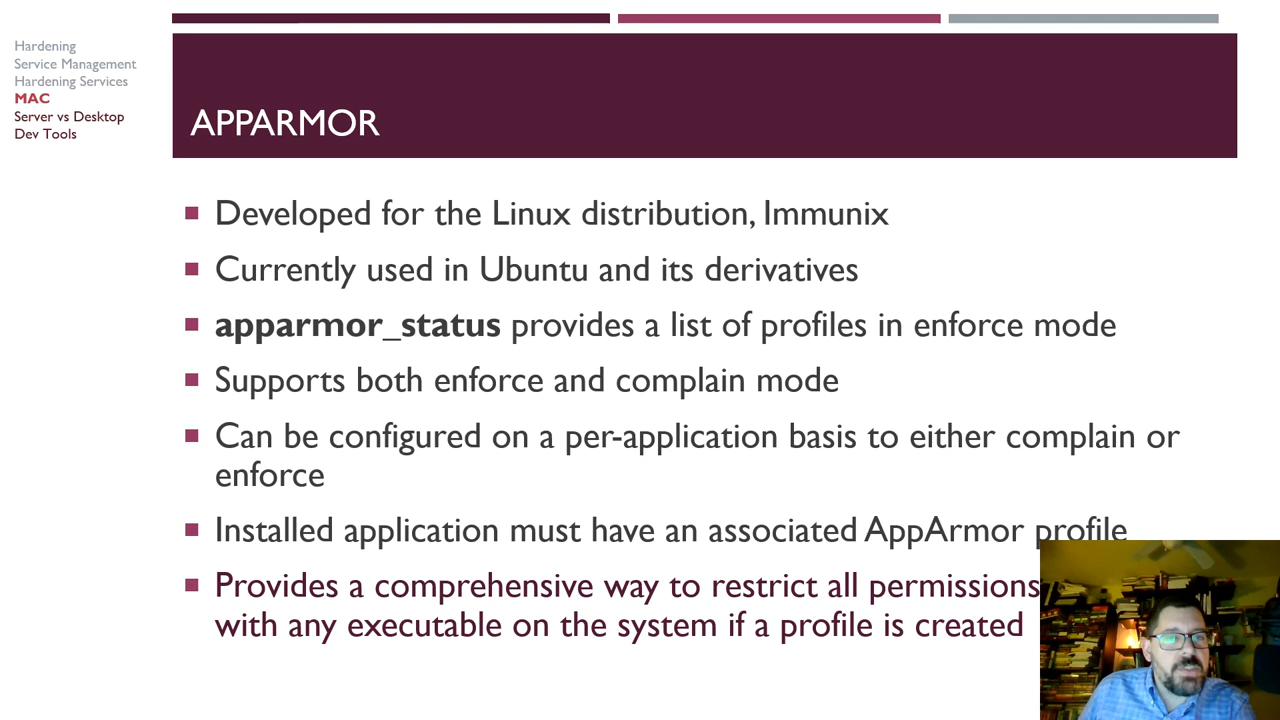 Hardening
Service Management
Hardening Services
MAC
Server vs Desktop
Dev Tools
APPARMOR
Developed for the Linux distribution, Immunix
Currently used in Ubuntu and its derivatives
apparmor_status provides a list of profiles in enforce mode
Supports both enforce and complain mode
Can be configured on a per-application basis to either complain or
enforce
Installed application must have an associated AppArmor profile
Provides a comprehensive way to restrict all permissions
with any executable on the system if a profile is created